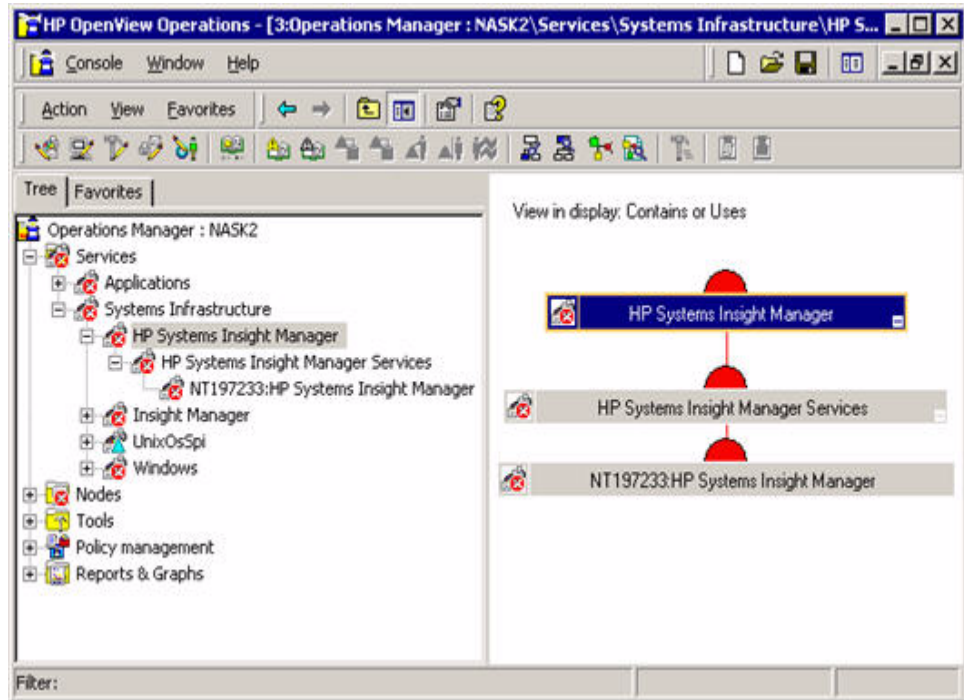 HP OpenView Operations - [3:Operations Manager : NASK2\Services\Systems Infrastructure\HP S...
Console Window Help
Action View Favorites
Tree Favorites
Operations Manager : NASK2
Services
Applications
Systems Infrastructure
HP Systems Insight Manager
HP Systems Insight Manager Services
NT197233:HP Systems Insight Manager
Insight Manager
UnixOsSpi
Windows
Nodes
Tools
Policy management
Reports & Graphs
View in display: Contains or Uses
HP Systems Insight Manager
HP Systems Insight Manager Services
NT197233:HP Systems Insight Manager
Filter: